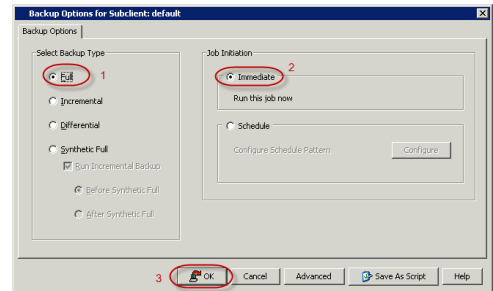 Backup Options for Subclient: default
Backup Options
Select Backup Type
Full 1
Incremental
Differential
Synthetic Full
Run Incremental Backup
Before Synthetic Full
After Synthetic Full
Job Initiation
Immediate 2
Run this job now
Schedule
Configure Schedule Pattern Configure
3 OK Cancel Advanced Save As Script Help